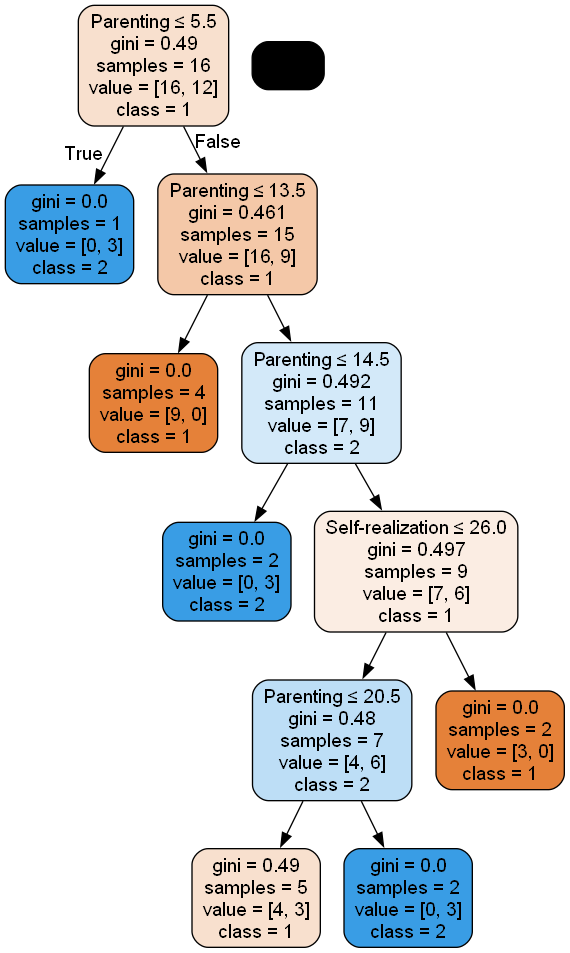 Parenting ≤ 5.5
gini = 0.49
samples = 16
value = [16, 12]
class = 1
True
False
gini = 0.0
samples = 1
value = [0, 3]
class = 2
Parenting ≤ 13.5
gini = 0.461
samples = 15
value = [16, 9]
class = 1
gini = 0.0
samples = 4
value = [9, 0]
class = 1
Parenting ≤ 14.5
gini = 0.492
samples = 11
value = [7, 9]
class = 2
gini = 0.0
samples = 2
value = [0, 3]
class = 2
Self-realization ≤ 26.0
gini = 0.497
samples = 9
value = [7, 6]
class = 1
Parenting ≤ 20.5
gini = 0.48
samples = 7
value = [4, 6]
class = 2
gini = 0.0
samples = 2
value = [3, 0]
class = 1
gini = 0.49
samples = 5
value = [4, 3]
class = 1
gini = 0.0
samples = 2
value = [0, 3]
class = 2